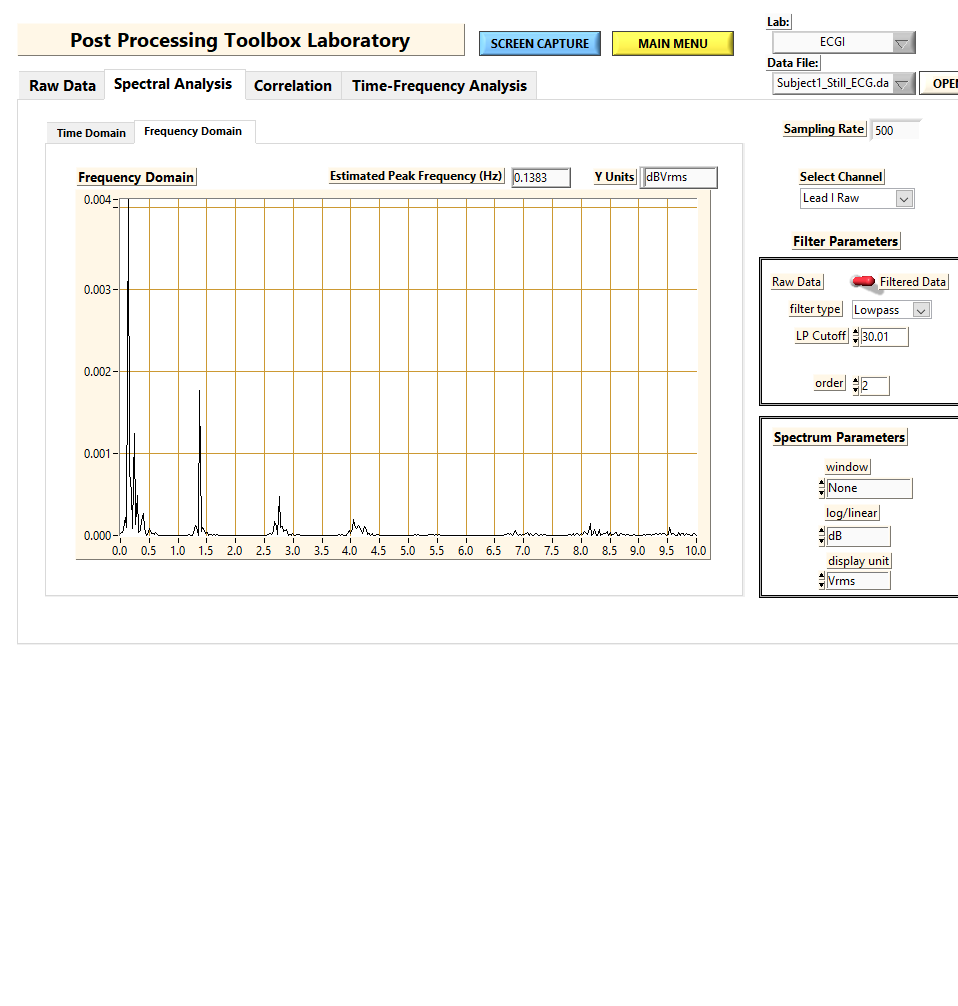 Post Processing Toolbox Laboratory
SCREEN CAPTURE
MAIN MENU
Lab:
ECGI
Data File:
Subject1_Still_ECG.da
OPE
Raw Data
Spectral Analysis
Correlation
Time-Frequency Analysis
Time Domain
Frequency Domain
Sampling Rate 500
Frequency Domain
Estimated Peak Frequency (Hz) 0.1383
Y Units dBVrms
Select Channel
Lead I Raw
0.004
0.003
0.002
0.001
0.000
0.0 0.5 1.0 1.5 2.0 2.5 3.0 3.5 4.0 4.5 5.0 5.5 6.0 6.5 7.0 7.5 8.0 8.5 9.0 9.5 10.0
Filter Parameters
Raw Data
Filtered Data
filter type Lowpass
LP Cutoff 30.01
order 2
Spectrum Parameters
window
None
log/linear
dB
display unit
Vrms